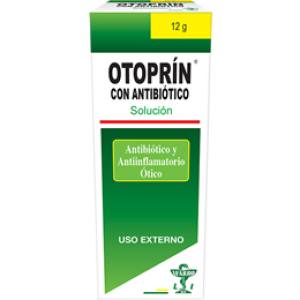 12 g
OTOPRÍN®
CON ANTIBIÓTICO
Solución
Antibiótico y
Antiinflamatorio
Ótico
USO EXTERNO